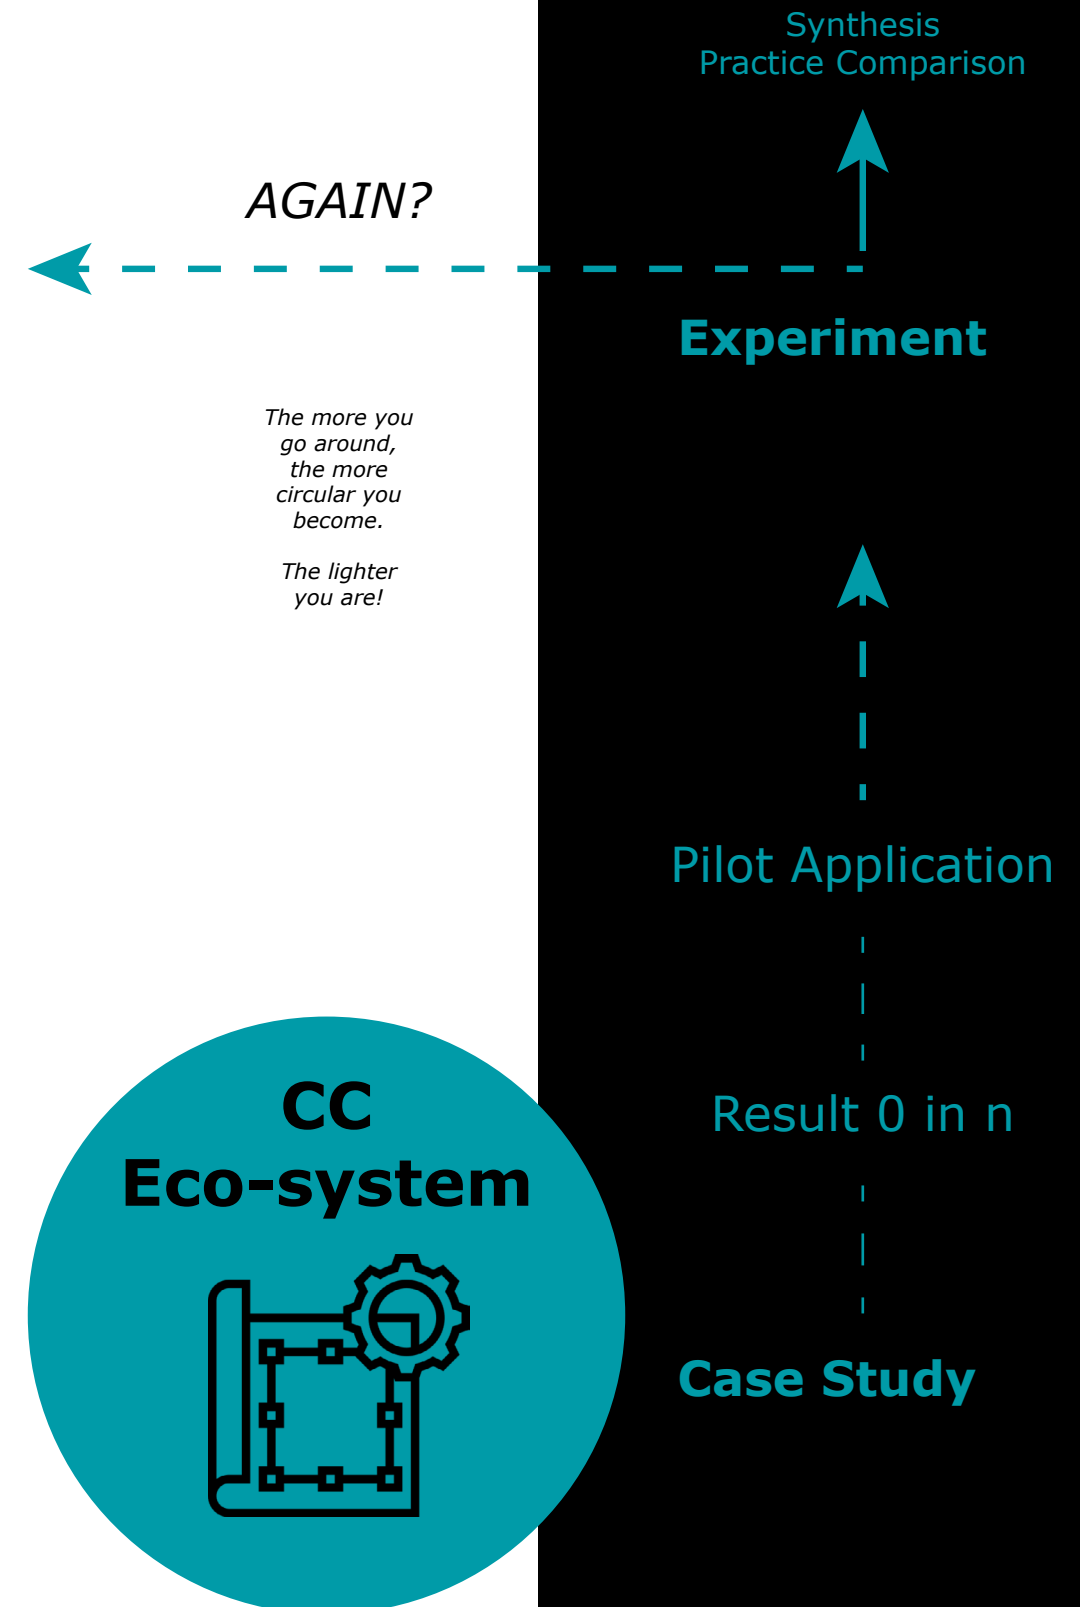 Synthesis
Practice Comparison
AGAIN?
Experiment
The more you
go around,
the more
circular you
become.
The lighter
you are!
Pilot Application
CC
Eco-system
Result 0 in n
Case Study